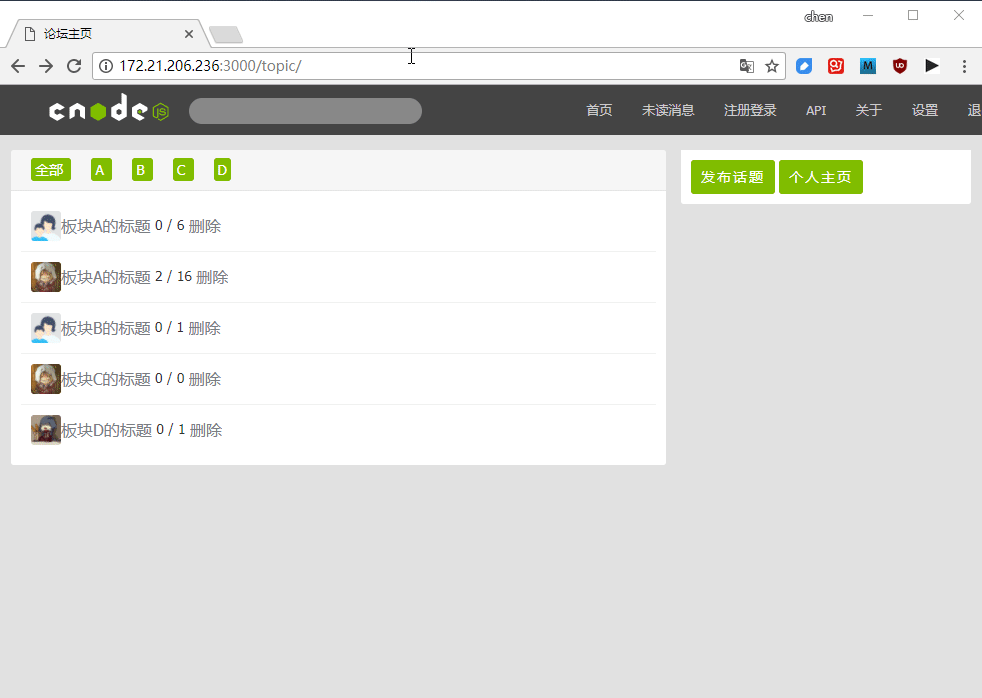 chen
论坛主页
172.21.206.236:3000/topic/
cnode JS
首页 未读消息 注册登录 API 关于 设置 退
全部 A B C D
发布话题 个人主页
板块A的标题 0 / 6 删除
板块A的标题 2 / 16 删除
板块B的标题 0 / 1 删除
板块C的标题 0 / 0 删除
板块D的标题 0 / 1 删除